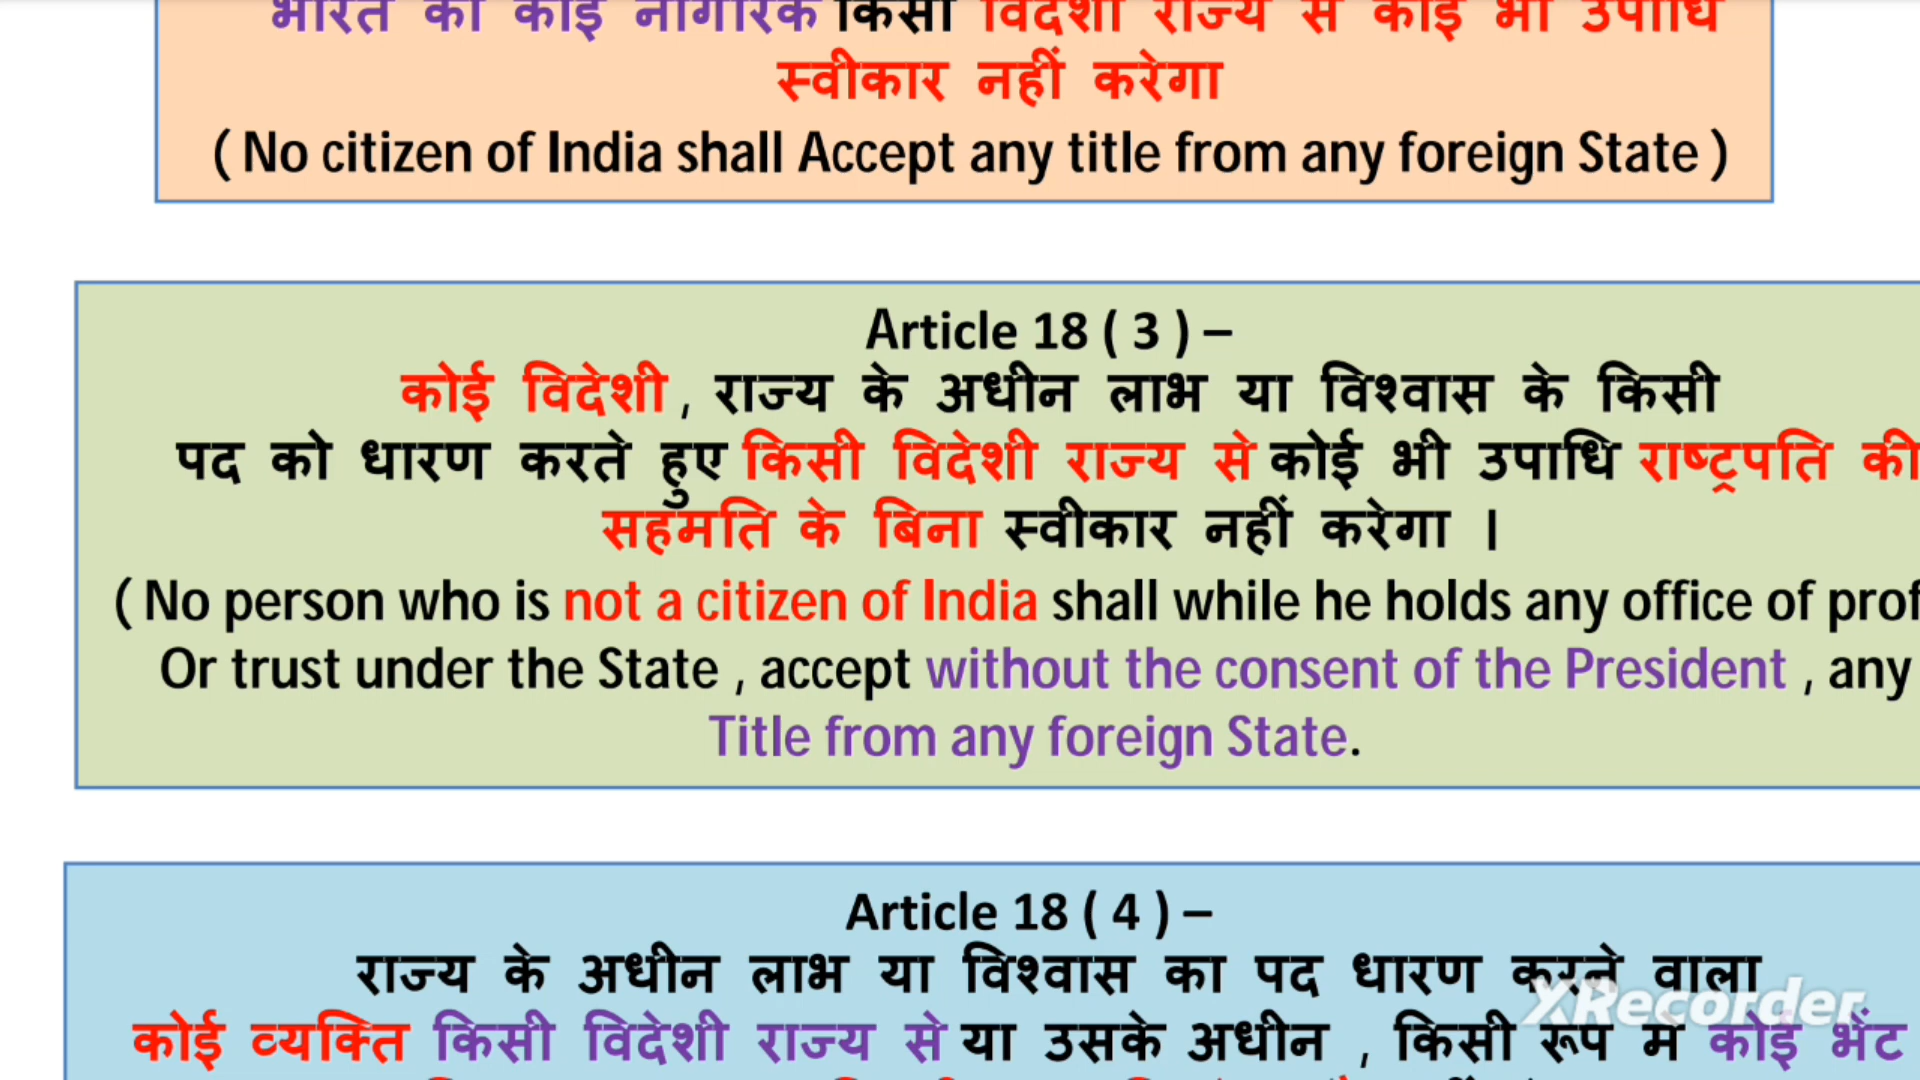 भारत का कोई नागरिक किसी विदेशी राज्य से कोई भी उपाधि
स्वीकार नहीं करेगा
( No citizen of India shall Accept any title from any foreign State )
Article 18 ( 3 ) –
कोई विदेशी , राज्य के अधीन लाभ या विश्वास के किसी
पद को धारण करते हुए किसी विदेशी राज्य से कोई भी उपाधि राष्ट्रपति की
सहमति के बिना स्वीकार नहीं करेगा ।
( No person who is not a citizen of India shall while he holds any office of prof
Or trust under the State , accept without the consent of the President , any
Title from any foreign State.
Article 18 ( 4 ) –
राज्य के अधीन लाभ या विश्वास का पद धारण करने वाला
XRecorder
कोई व्यक्ति किसी विदेशी राज्य से या उसके अधीन , किसी रूप में कोई भेंट